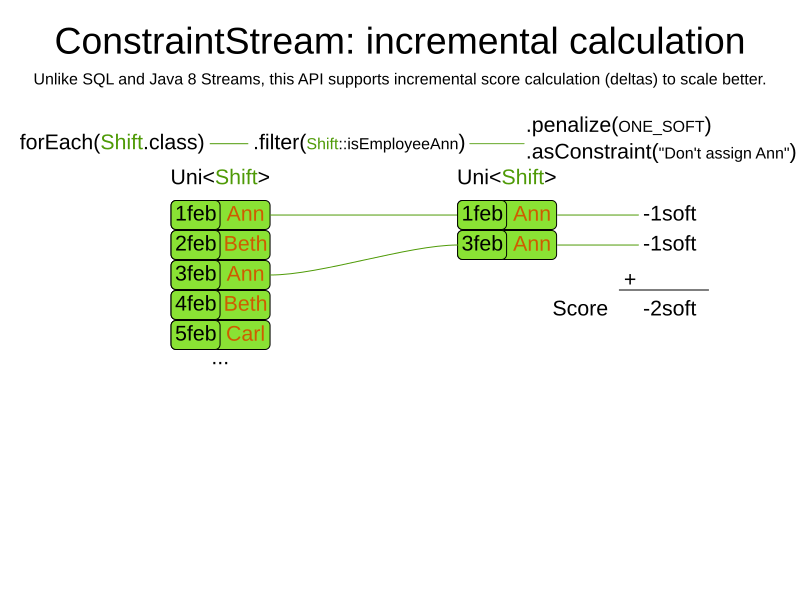 ConstraintStream: incremental calculation
Unlike SQL and Java 8 Streams, this API supports incremental score calculation (deltas) to scale better.
forEach(Shift.class) .filter(Shift::isEmployeeAnn) .penalize(ONE_SOFT)
.asConstraint("Don't assign Ann")
Uni<Shift> Uni<Shift>
1feb Ann 1feb Ann -1soft
2feb Beth 3feb Ann -1soft
3feb Ann +
4feb Beth Score -2soft
5feb Carl
...